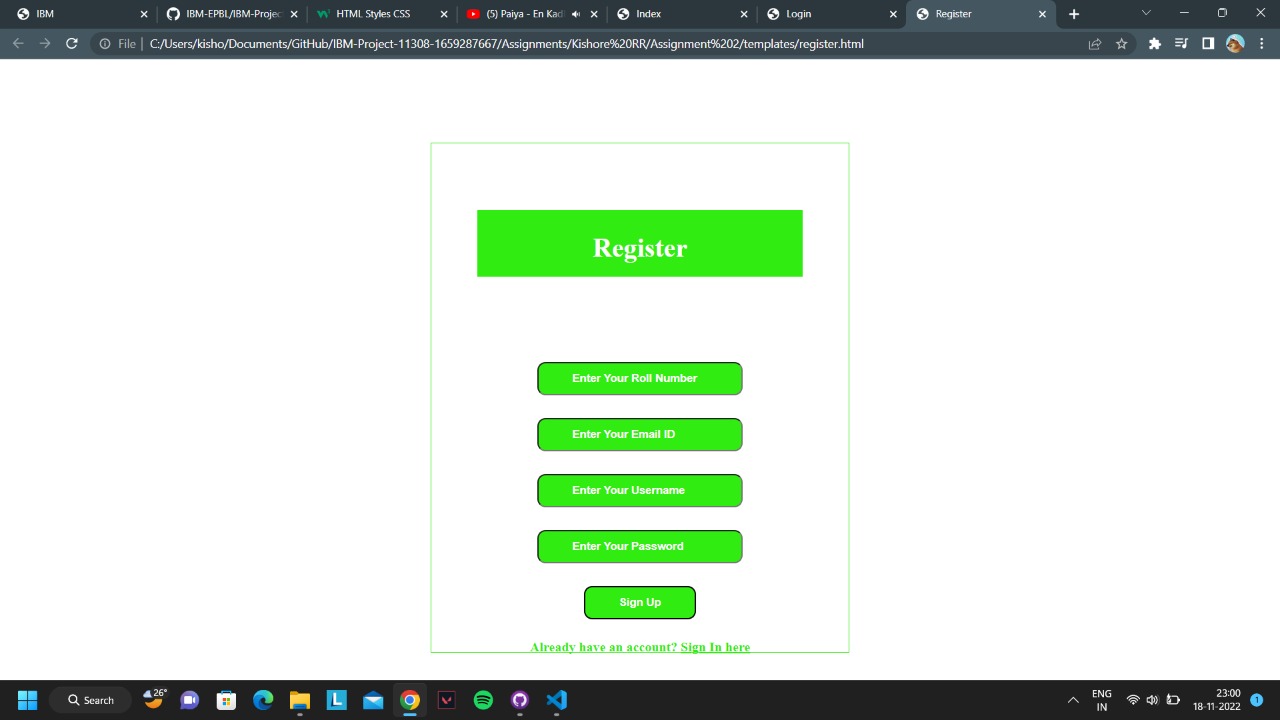 IBM
IBM-EPBL/IBM-Projec
HTML Styles CSS
(5) Paiya - En Kad
Index
Login
Register
File
C:/Users/kisho/Documents/GitHub/IBM-Project-11308-1659287667/Assignments/Kishore%20RR/Assignment%202/templates/register.html
Register
Enter Your Roll Number
Enter Your Email ID
Enter Your Username
Enter Your Password
Sign Up
Already have an account? Sign In here
26°
Search
L
ENG
IN
23:00
18-11-2022
1